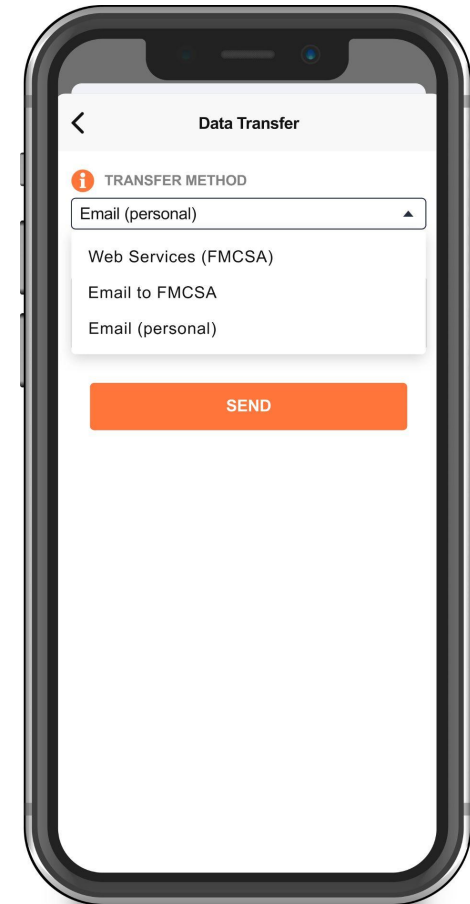 Data Transfer
TRANSFER METHOD
Email (personal)
Web Services (FMCSA)
Email to FMCSA
Email (personal)
SEND